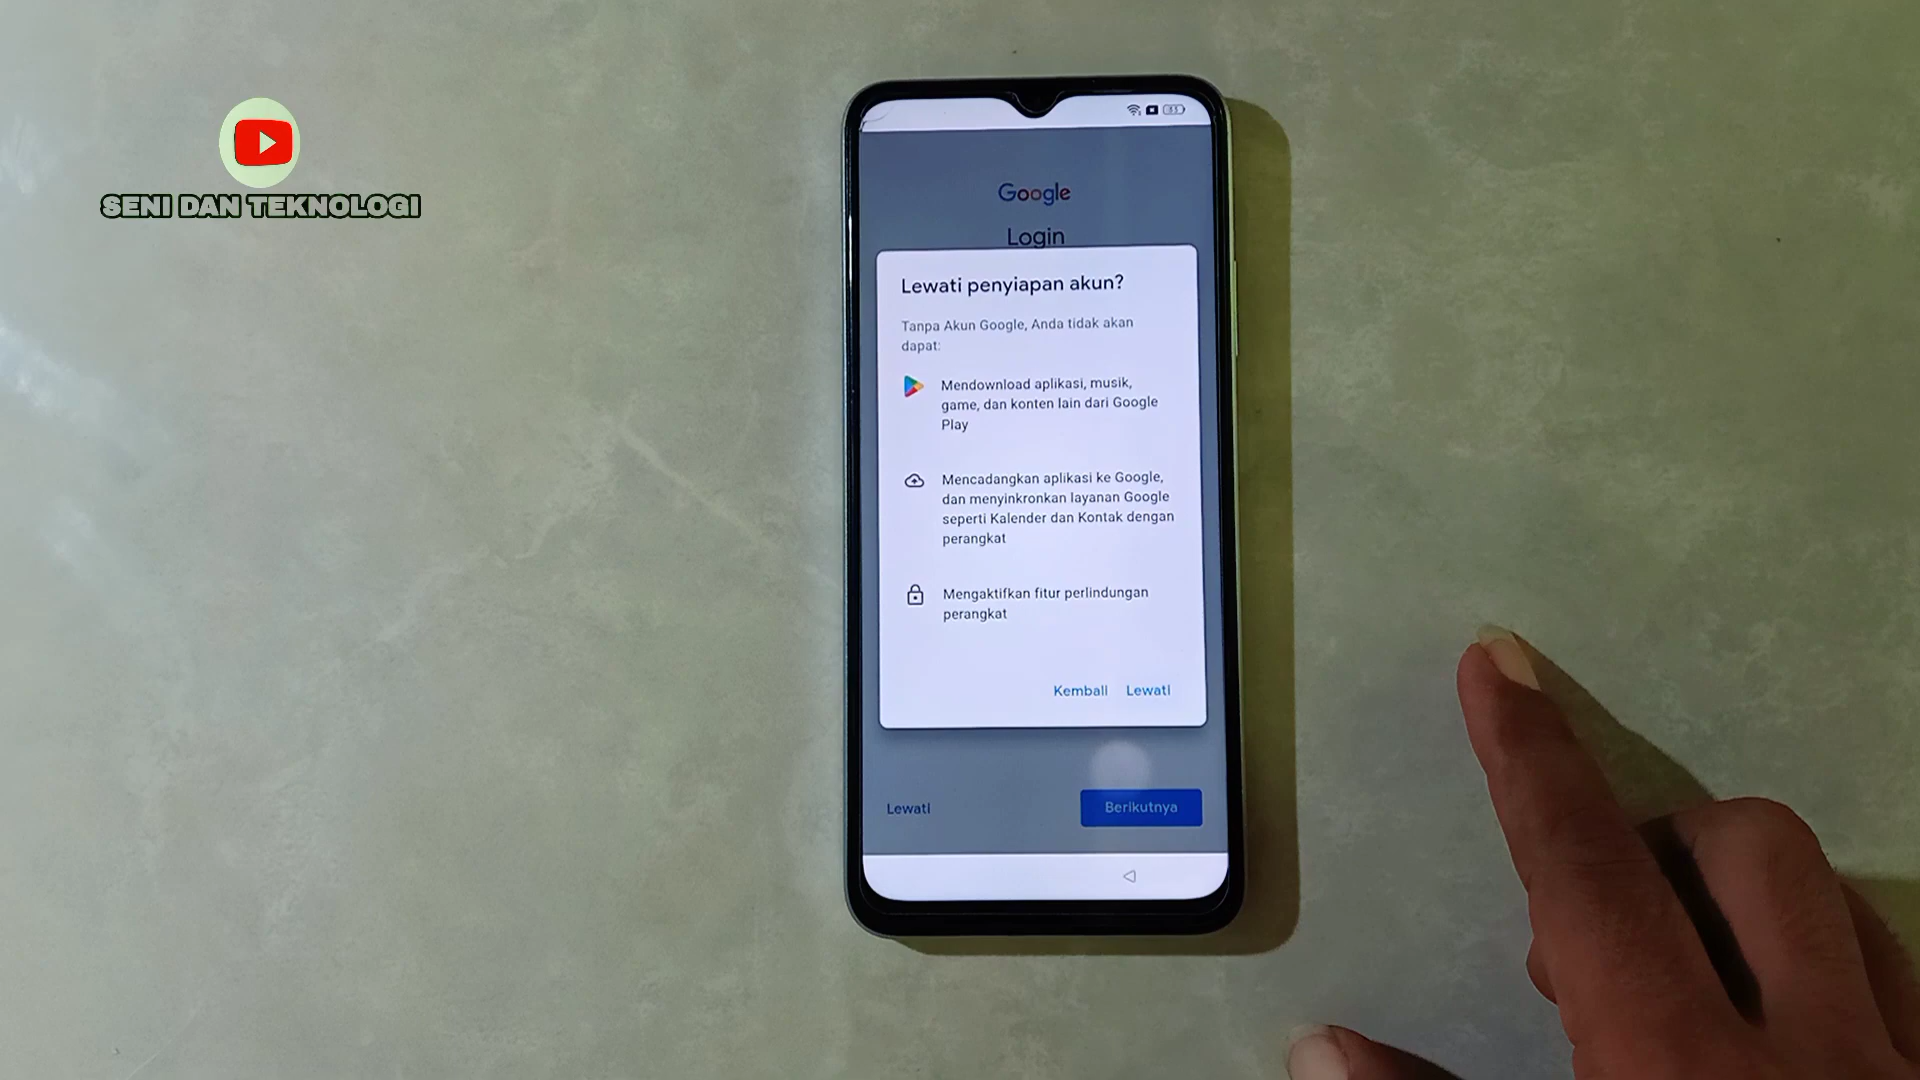 SENI DAN TEKNOLOGI
Google
Login
Lewati penyiapan akun?
Tanpa Akun Google, Anda tidak akan
dapat:
Mendownload aplikasi, musik,
game, dan konten lain dari Google
Play
Mencadangkan aplikasi ke Google,
dan menyinkronkan layanan Google
seperti Kalender dan Kontak dengan
perangkat
Mengaktifkan fitur perlindungan
perangkat
Kembali Lewati
Lewati Berikutnya